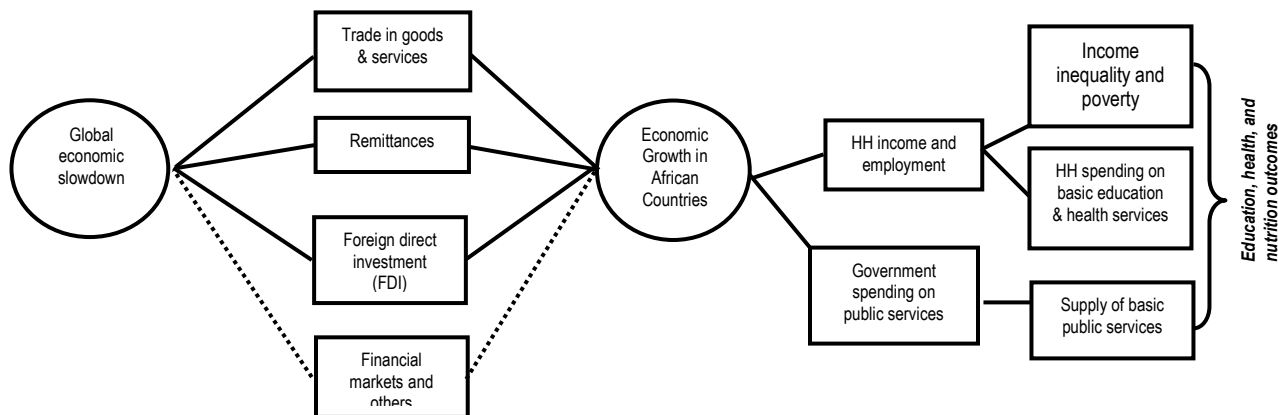 Global
economic
slowdown
Trade in goods
& services
Remittances
Foreign direct
investment
(FDI)
Financial
markets and
others
Economic
Growth in
African
Countries
HH income and
employment
Government
spending on
public services
Income
inequality and
poverty
HH spending on
basic education
& health services
Supply of basic
public services
Education, health, and
nutrition outcomes